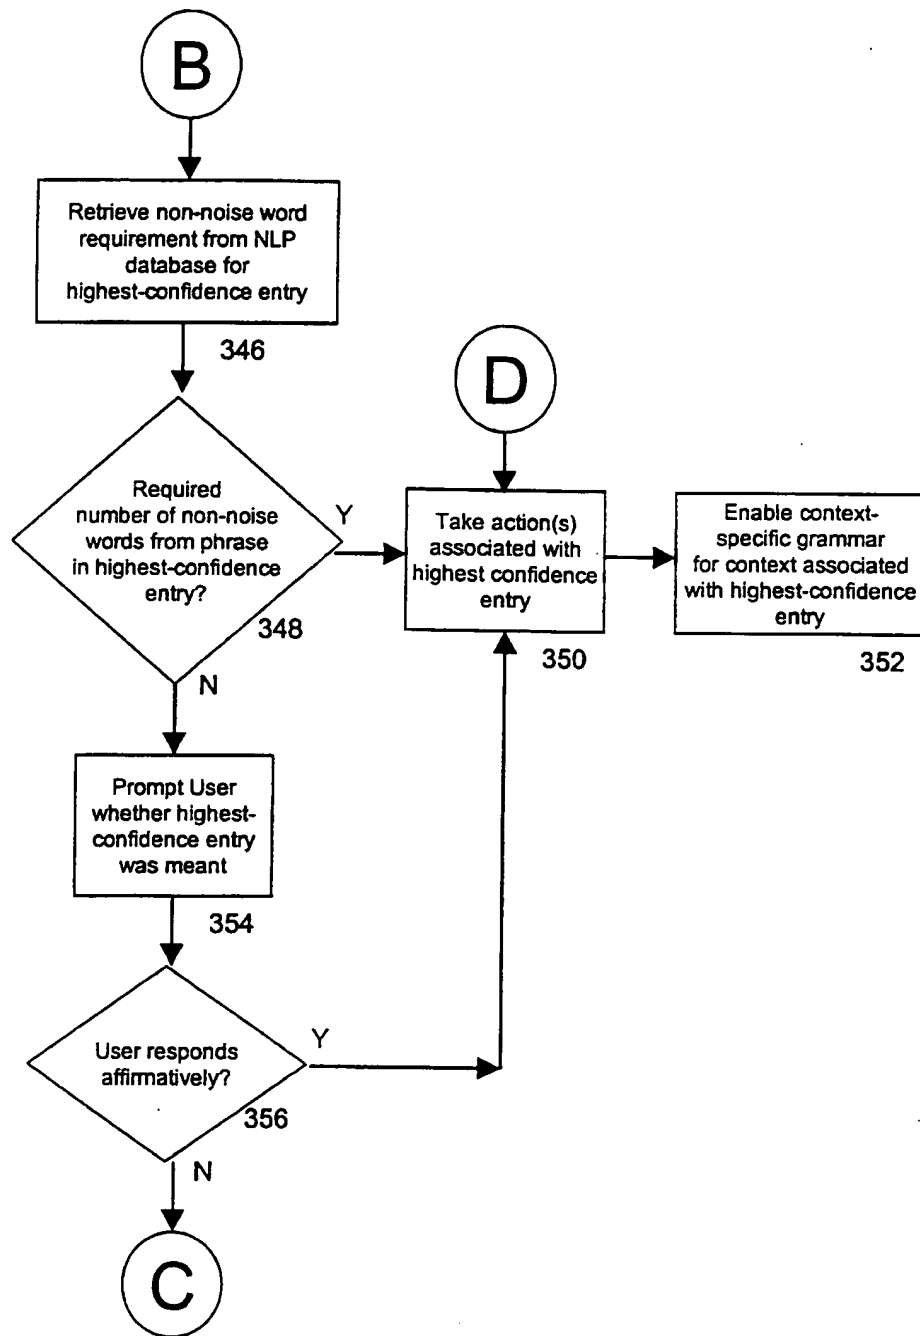 B
Retrieve non-noise word
requirement from NLP
database for
highest-confidence entry
346
D
Required
number of non-noise
words from phrase
in highest-confidence
entry?
Y
348
N
Take action(s)
associated with
highest confidence
entry
350
Enable context-
specific grammar
for context associated
with highest-confidence
entry
352
Prompt User
whether highest-
confidence entry
was meant
354
User responds
affirmatively?
Y
356
N
C